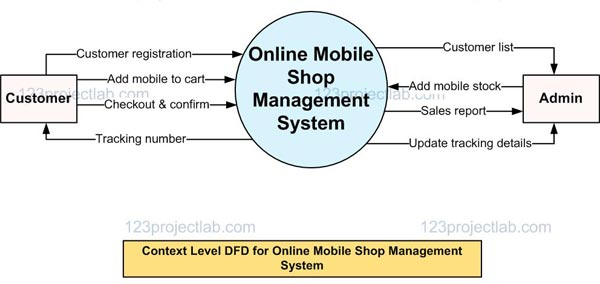 Customer registration
Add mobile to cart
123projectlab.com
Customer
Checkout & confirm
Tracking number
Online Mobile
Shop
Management
System
Customer list
Add mobile stock
123projectlab.com
Sales report
Admin
Update tracking details
123projectlab.com
123projectlab.com
Context Level DFD for Online Mobile Shop Management
System